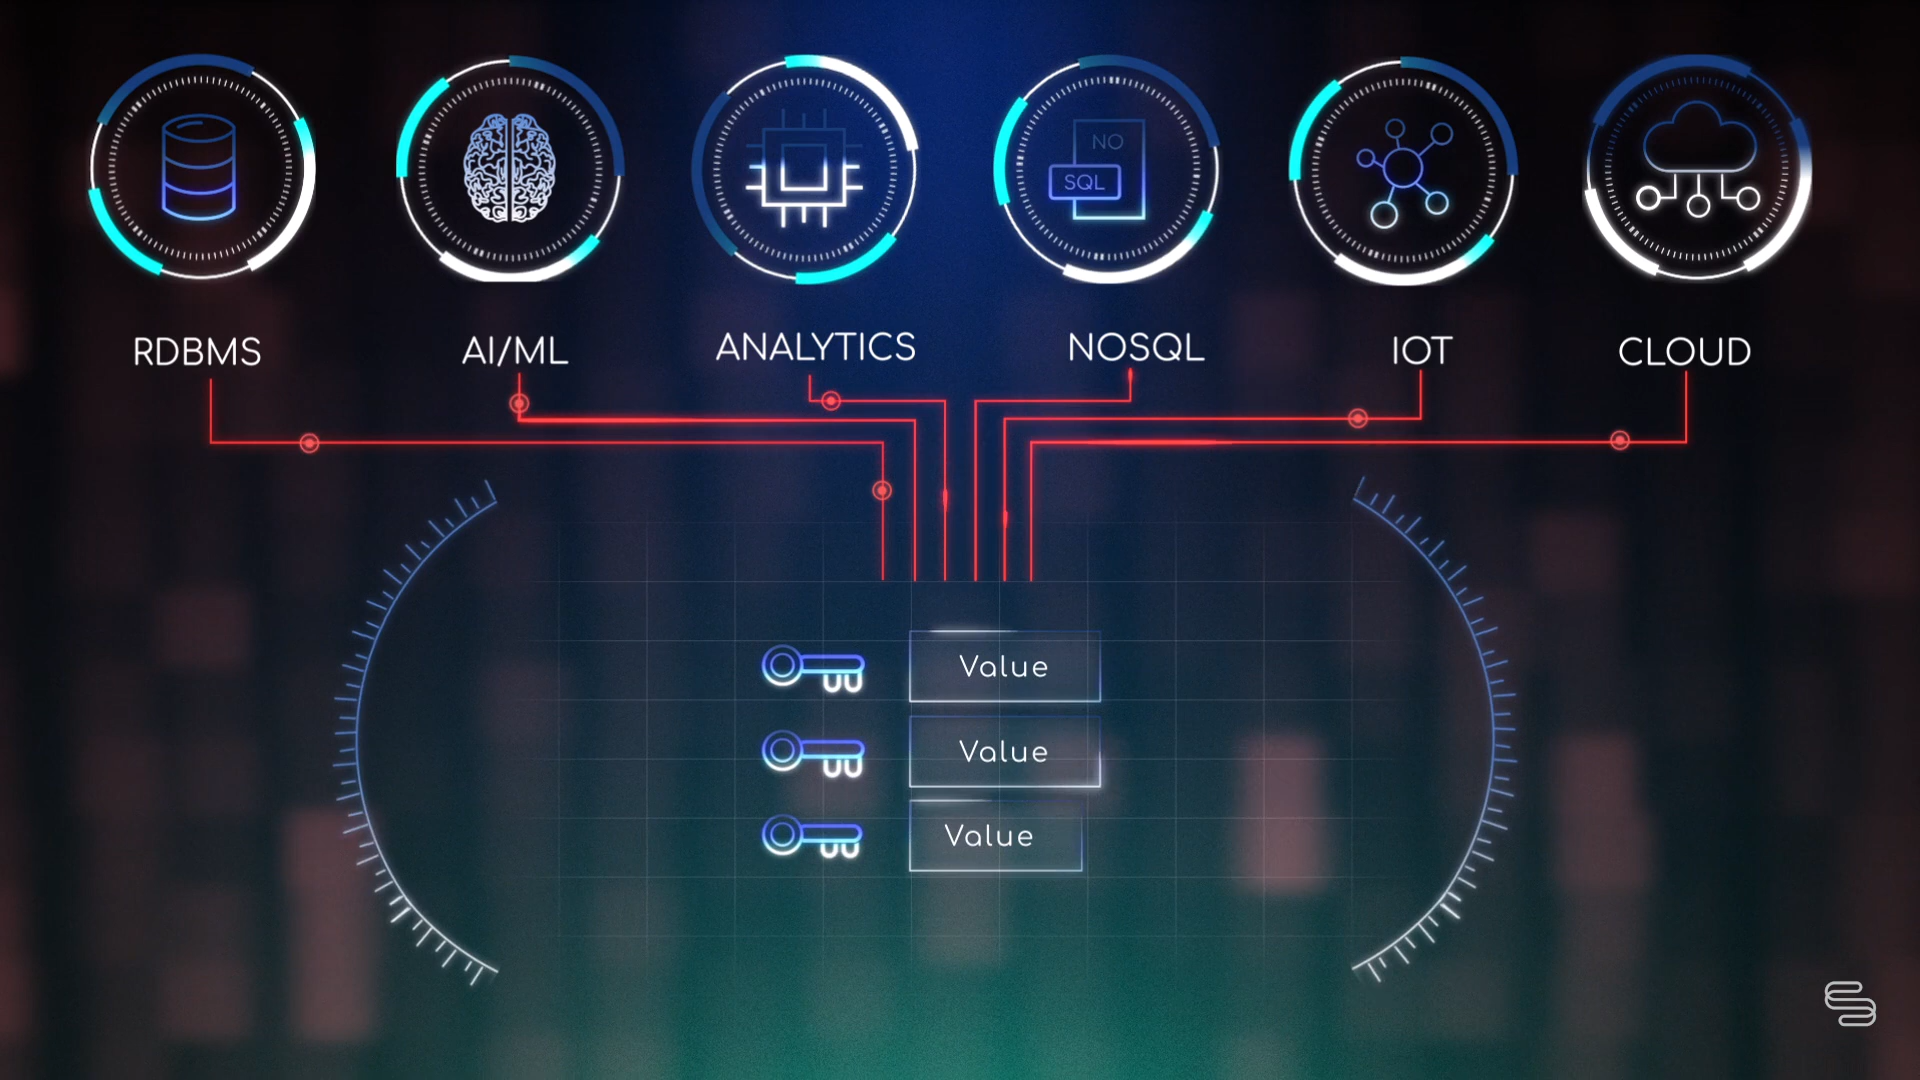 NO
SQL
RDBMS
AI/ML
ANALYTICS
NOSQL
IOT
CLOUD
Value
Value
Value